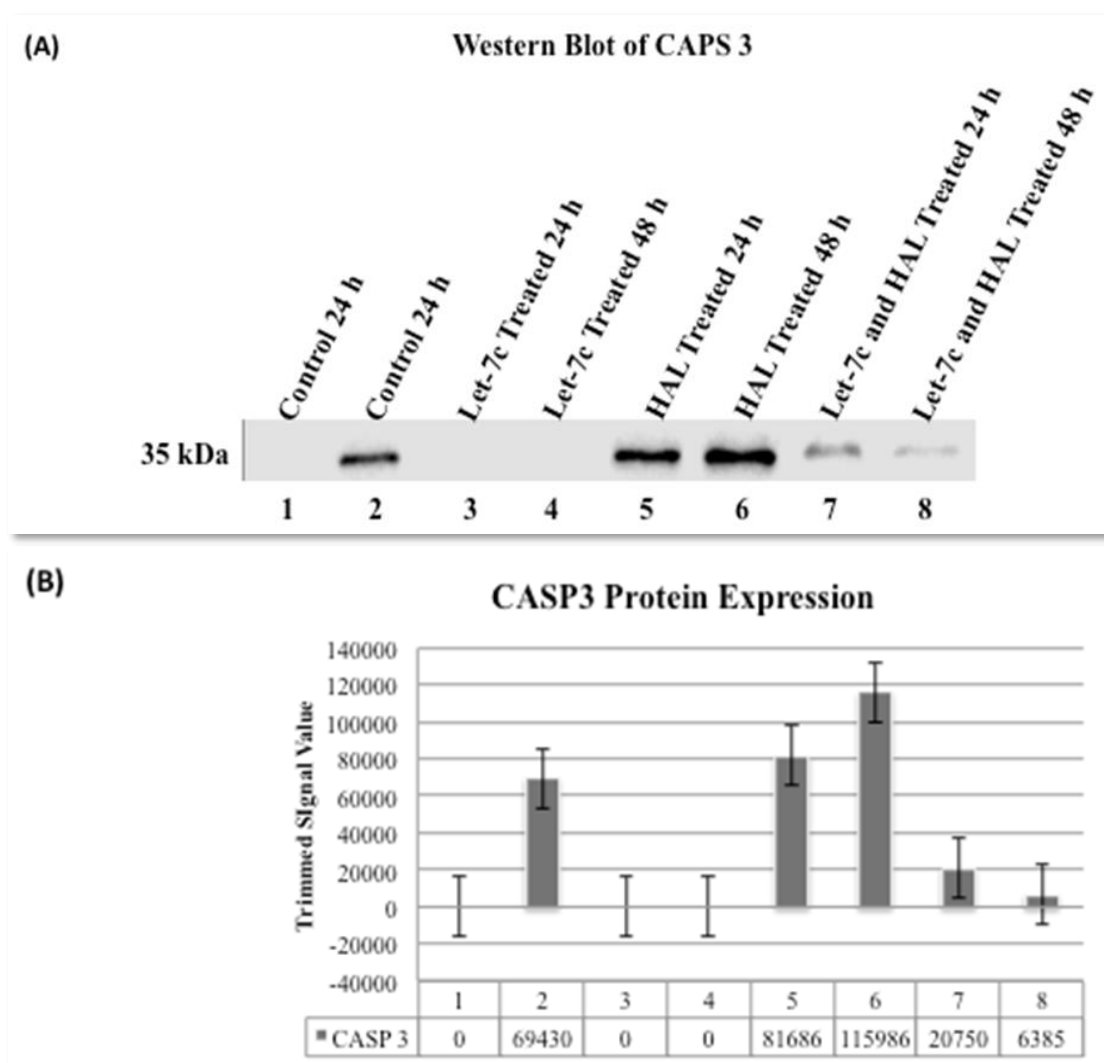 (A)
Western Blot of CAPS 3
Control 24 h
Control 24 h
Let-7c Treated 24 h
Let-7c Treated 48 h
HAL Treated 24 h
HAL Treated 48 h
Let-7c and HAL Treated 24 h
Let-7c and HAL Treated 48 h
35 kDa
1 2 3 4 5 6 7 8
(B)
CASP3 Protein Expression
Trimmed SIgnal Value
140000
120000
100000
80000
60000
40000
20000
0
-20000
-40000
1 2 3 4 5 6 7 8
CASP 3 0 69430 0 0 81686 115986 20750 6385